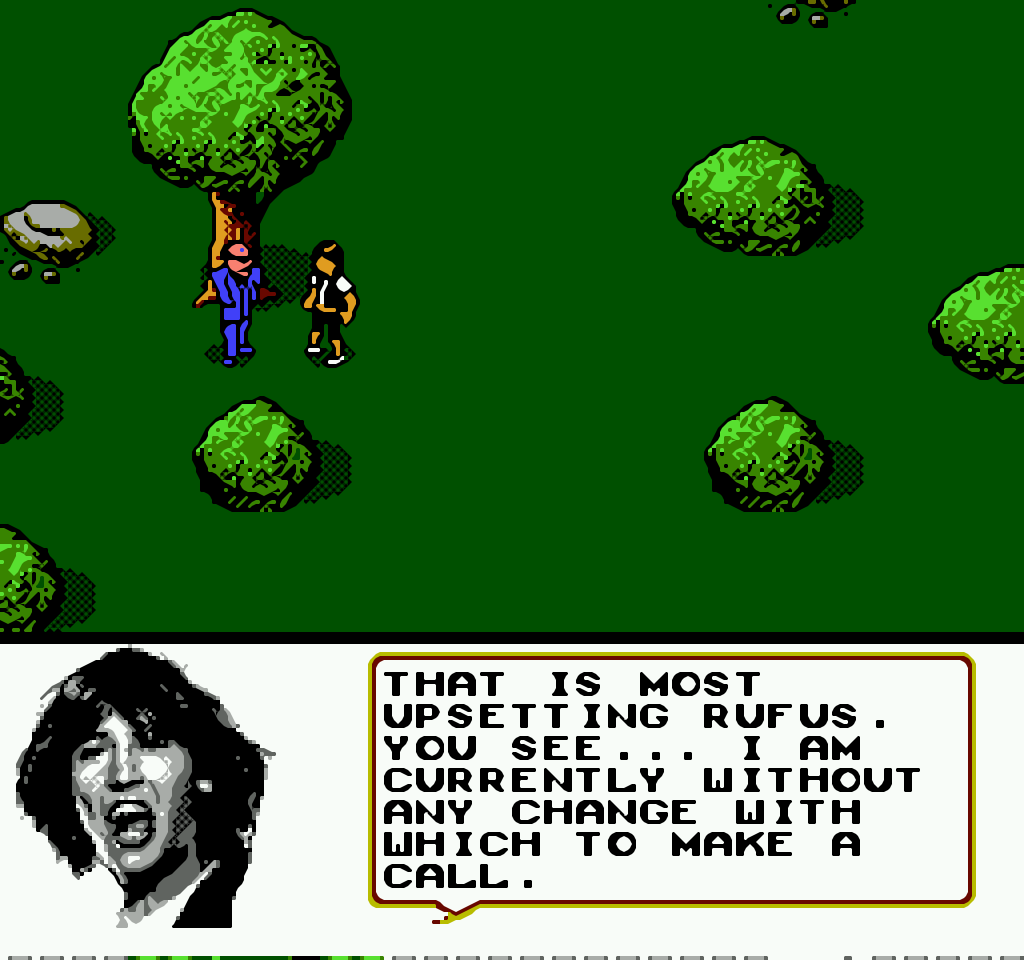 THAT IS MOST
UPSETTING RUFUS.
YOU SEE... I AM
CURRENTLY WITHOUT
ANY CHANGE WITH
WHICH TO MAKE A
CALL.